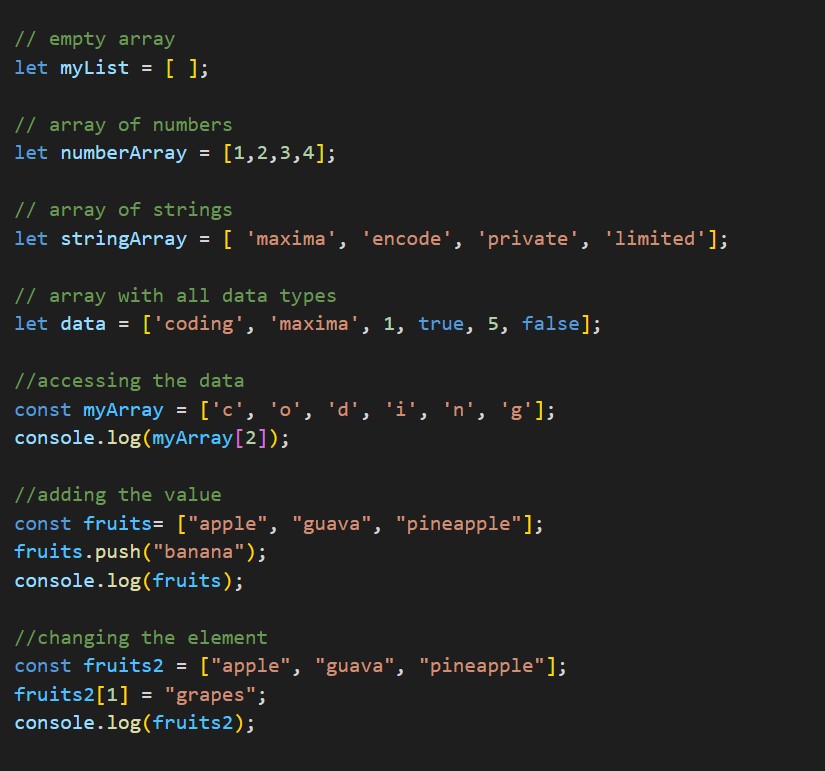 // empty array
let myList = [ ];
// array of numbers
let numberArray = [1,2,3,4];
// array of strings
let stringArray = [ 'maxima', 'encode', 'private', 'limited'];
// array with all data types
let data = ['coding', 'maxima', 1, true, 5, false];
//accessing the data
const myArray = ['c', 'o', 'd', 'i', 'n', 'g'];
console.log(myArray[2]);
//adding the value
const fruits= ["apple", "guava", "pineapple"];
fruits.push("banana");
console.log(fruits);
//changing the element
const fruits2 = ["apple", "guava", "pineapple"];
fruits2[1] = "grapes";
console.log(fruits2);